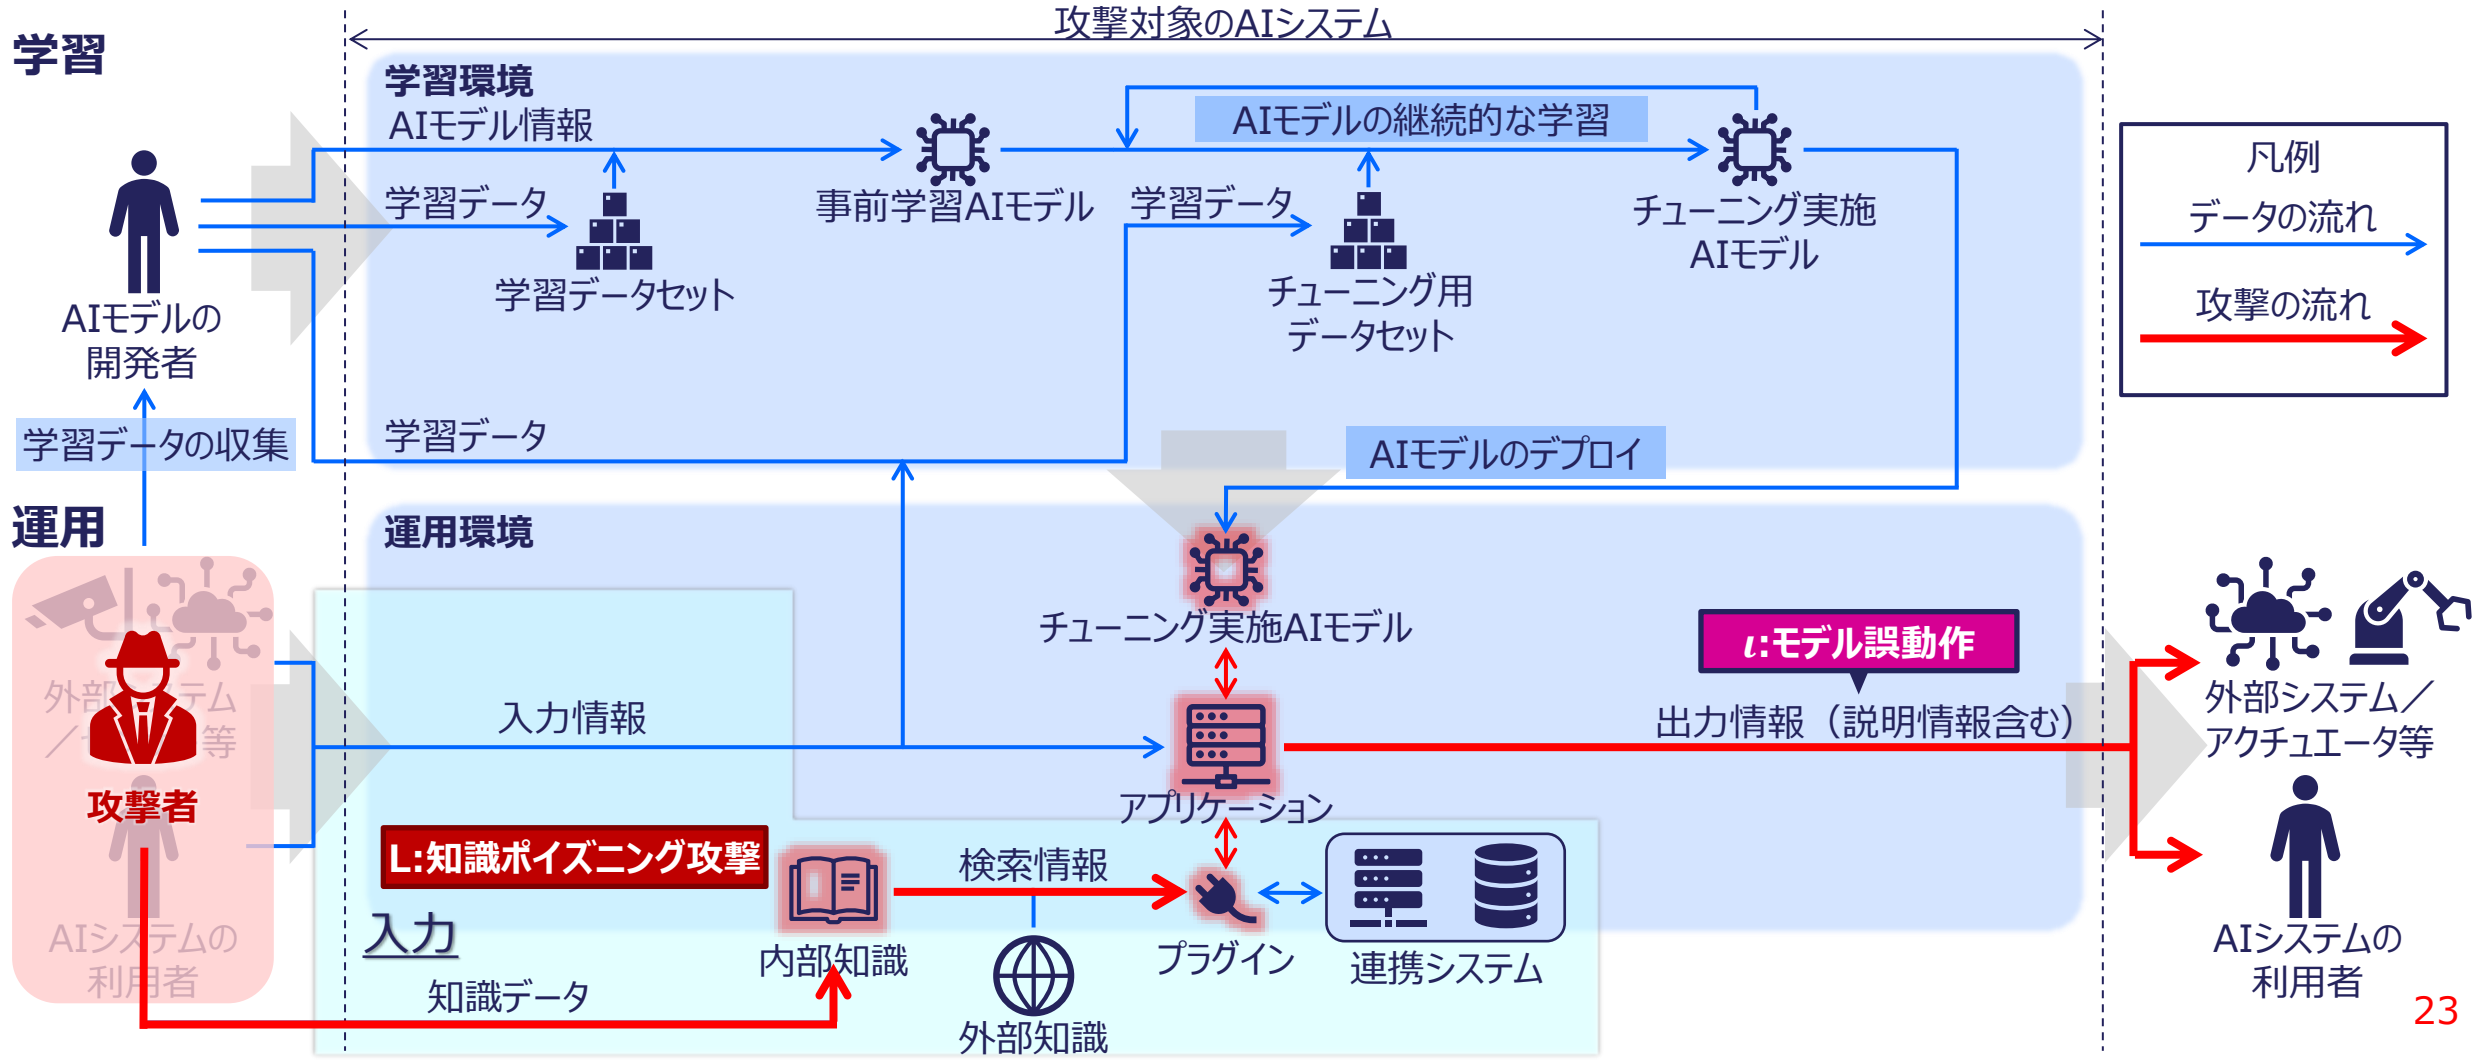 攻撃対象のAIシステム
学習
学習環境
AIモデル情報
AIモデルの継続的な学習
凡例
データの流れ
攻撃の流れ
学習データ
事前学習AIモデル
学習データ
チューニング実施
AIモデル
学習データセット
チューニング用
データセット
AIモデルの
開発者
学習データの収集
学習データ
AIモデルのデプロイ
運用
運用環境
チューニング実施AIモデル
ι:モデル誤動作
外部システム
等
入力情報
出力情報（説明情報含む）
外部システム／
アクチュエータ等
攻撃者
アプリケーション
L:知識ポイズニング攻撃
検索情報
入力
AIシステムの
利用者
内部知識
プラグイン
連携システム
AIシステムの
利用者
知識データ
外部知識
23